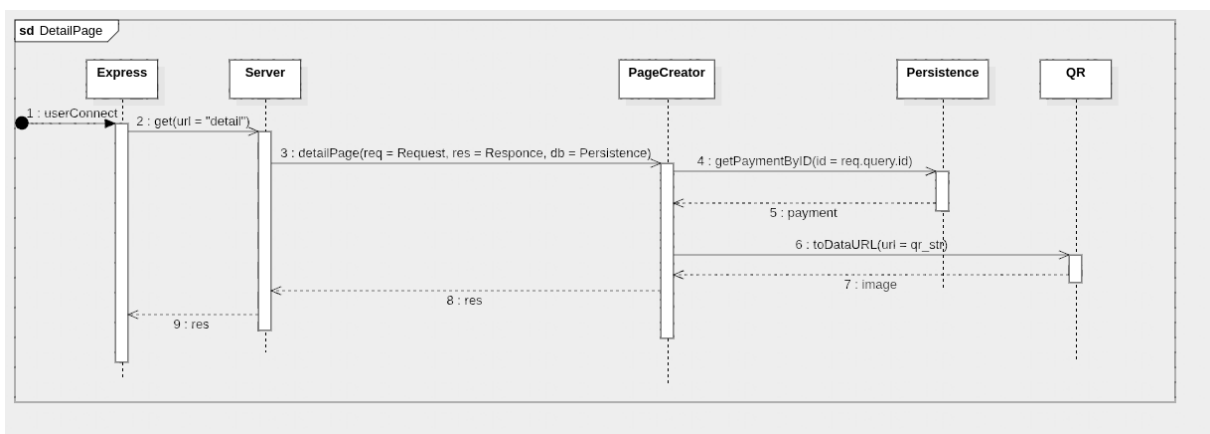 sd DetailPage
Express
Server
PageCreator
Persistence
QR
1 : userConnect
2 : get(url = "detail")
3 : detailPage(req = Request, res = Responce, db = Persistence)
4 : getPaymentByID(id = req.query.id)
5 : payment
6 : toDataURL(uri = qr_str)
7 : image
8 : res
9 : res